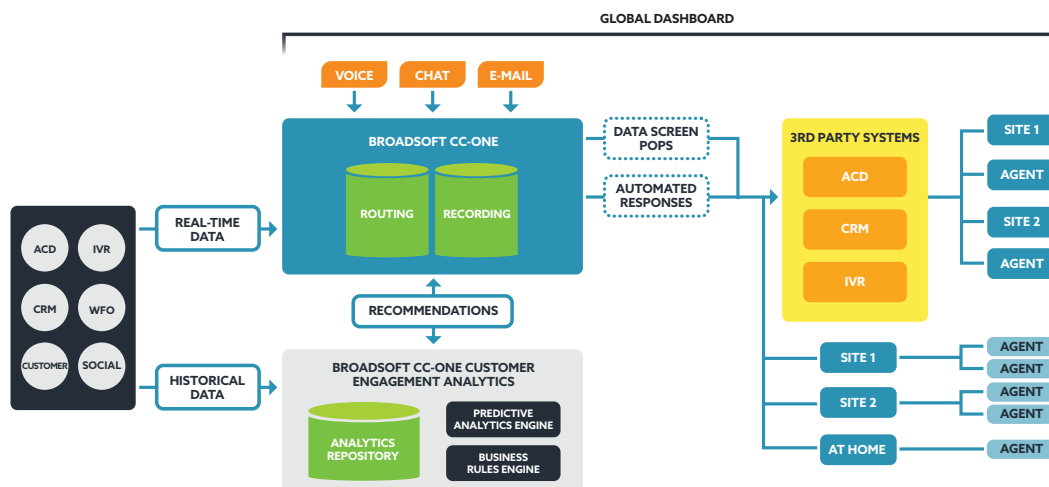 GLOBAL DASHBOARD
VOICE
CHAT
E-MAIL
BROADSOFT CC-ONE
ROUTING
RECORDING
DATA SCREEN
POPS
AUTOMATED
RESPONSES
3RD PARTY SYSTEMS
ACD
CRM
IVR
SITE 1
AGENT
SITE 2
AGENT
ACD
IVR
CRM
WFO
CUSTOMER
SOCIAL
REAL-TIME
DATA
HISTORICAL
DATA
RECOMMENDATIONS
BROADSOFT CC-ONE CUSTOMER
ENGAGEMENT ANALYTICS
ANALYTICS
REPOSITORY
PREDICTIVE
ANALYTICS ENGINE
BUSINESS
RULES ENGINE
SITE 1
AGENT
AGENT
SITE 2
AGENT
AGENT
AT HOME
AGENT